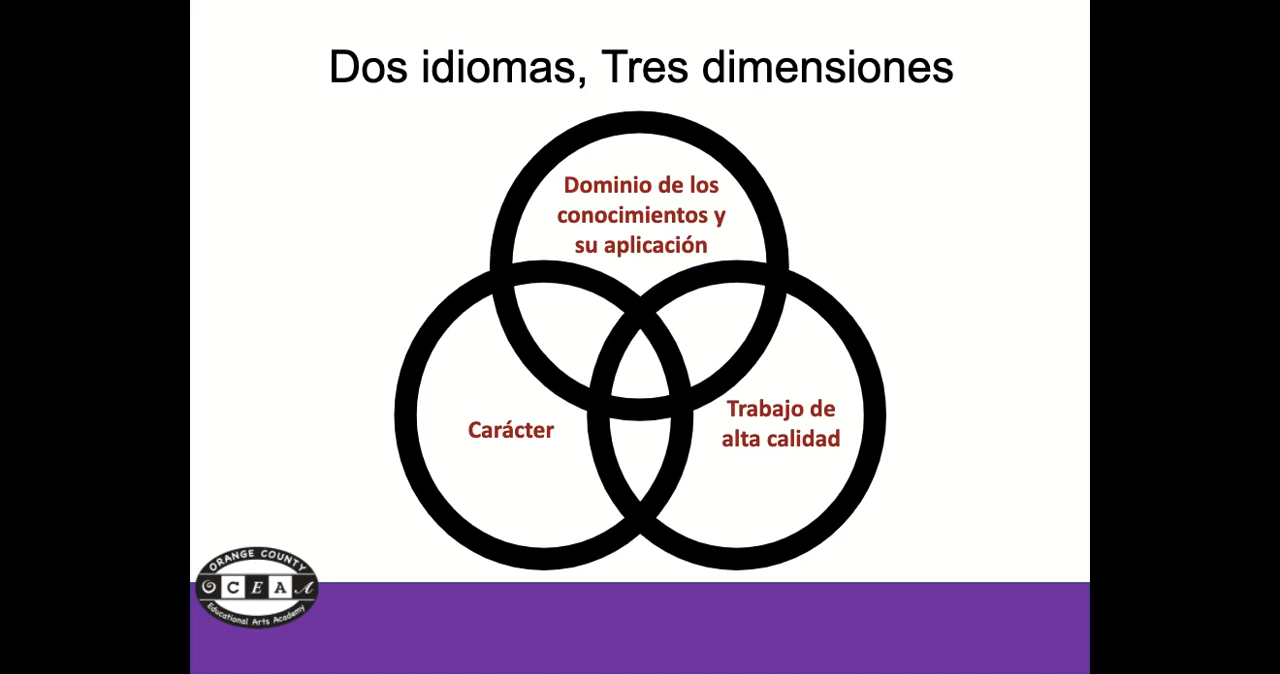 Dos idiomas, Tres dimensiones
Dominio de los
conocimientos y
su aplicación
Carácter
Trabajo de
alta calidad
ORANGE COUNTY
OCEAA
Educational Arts Academy